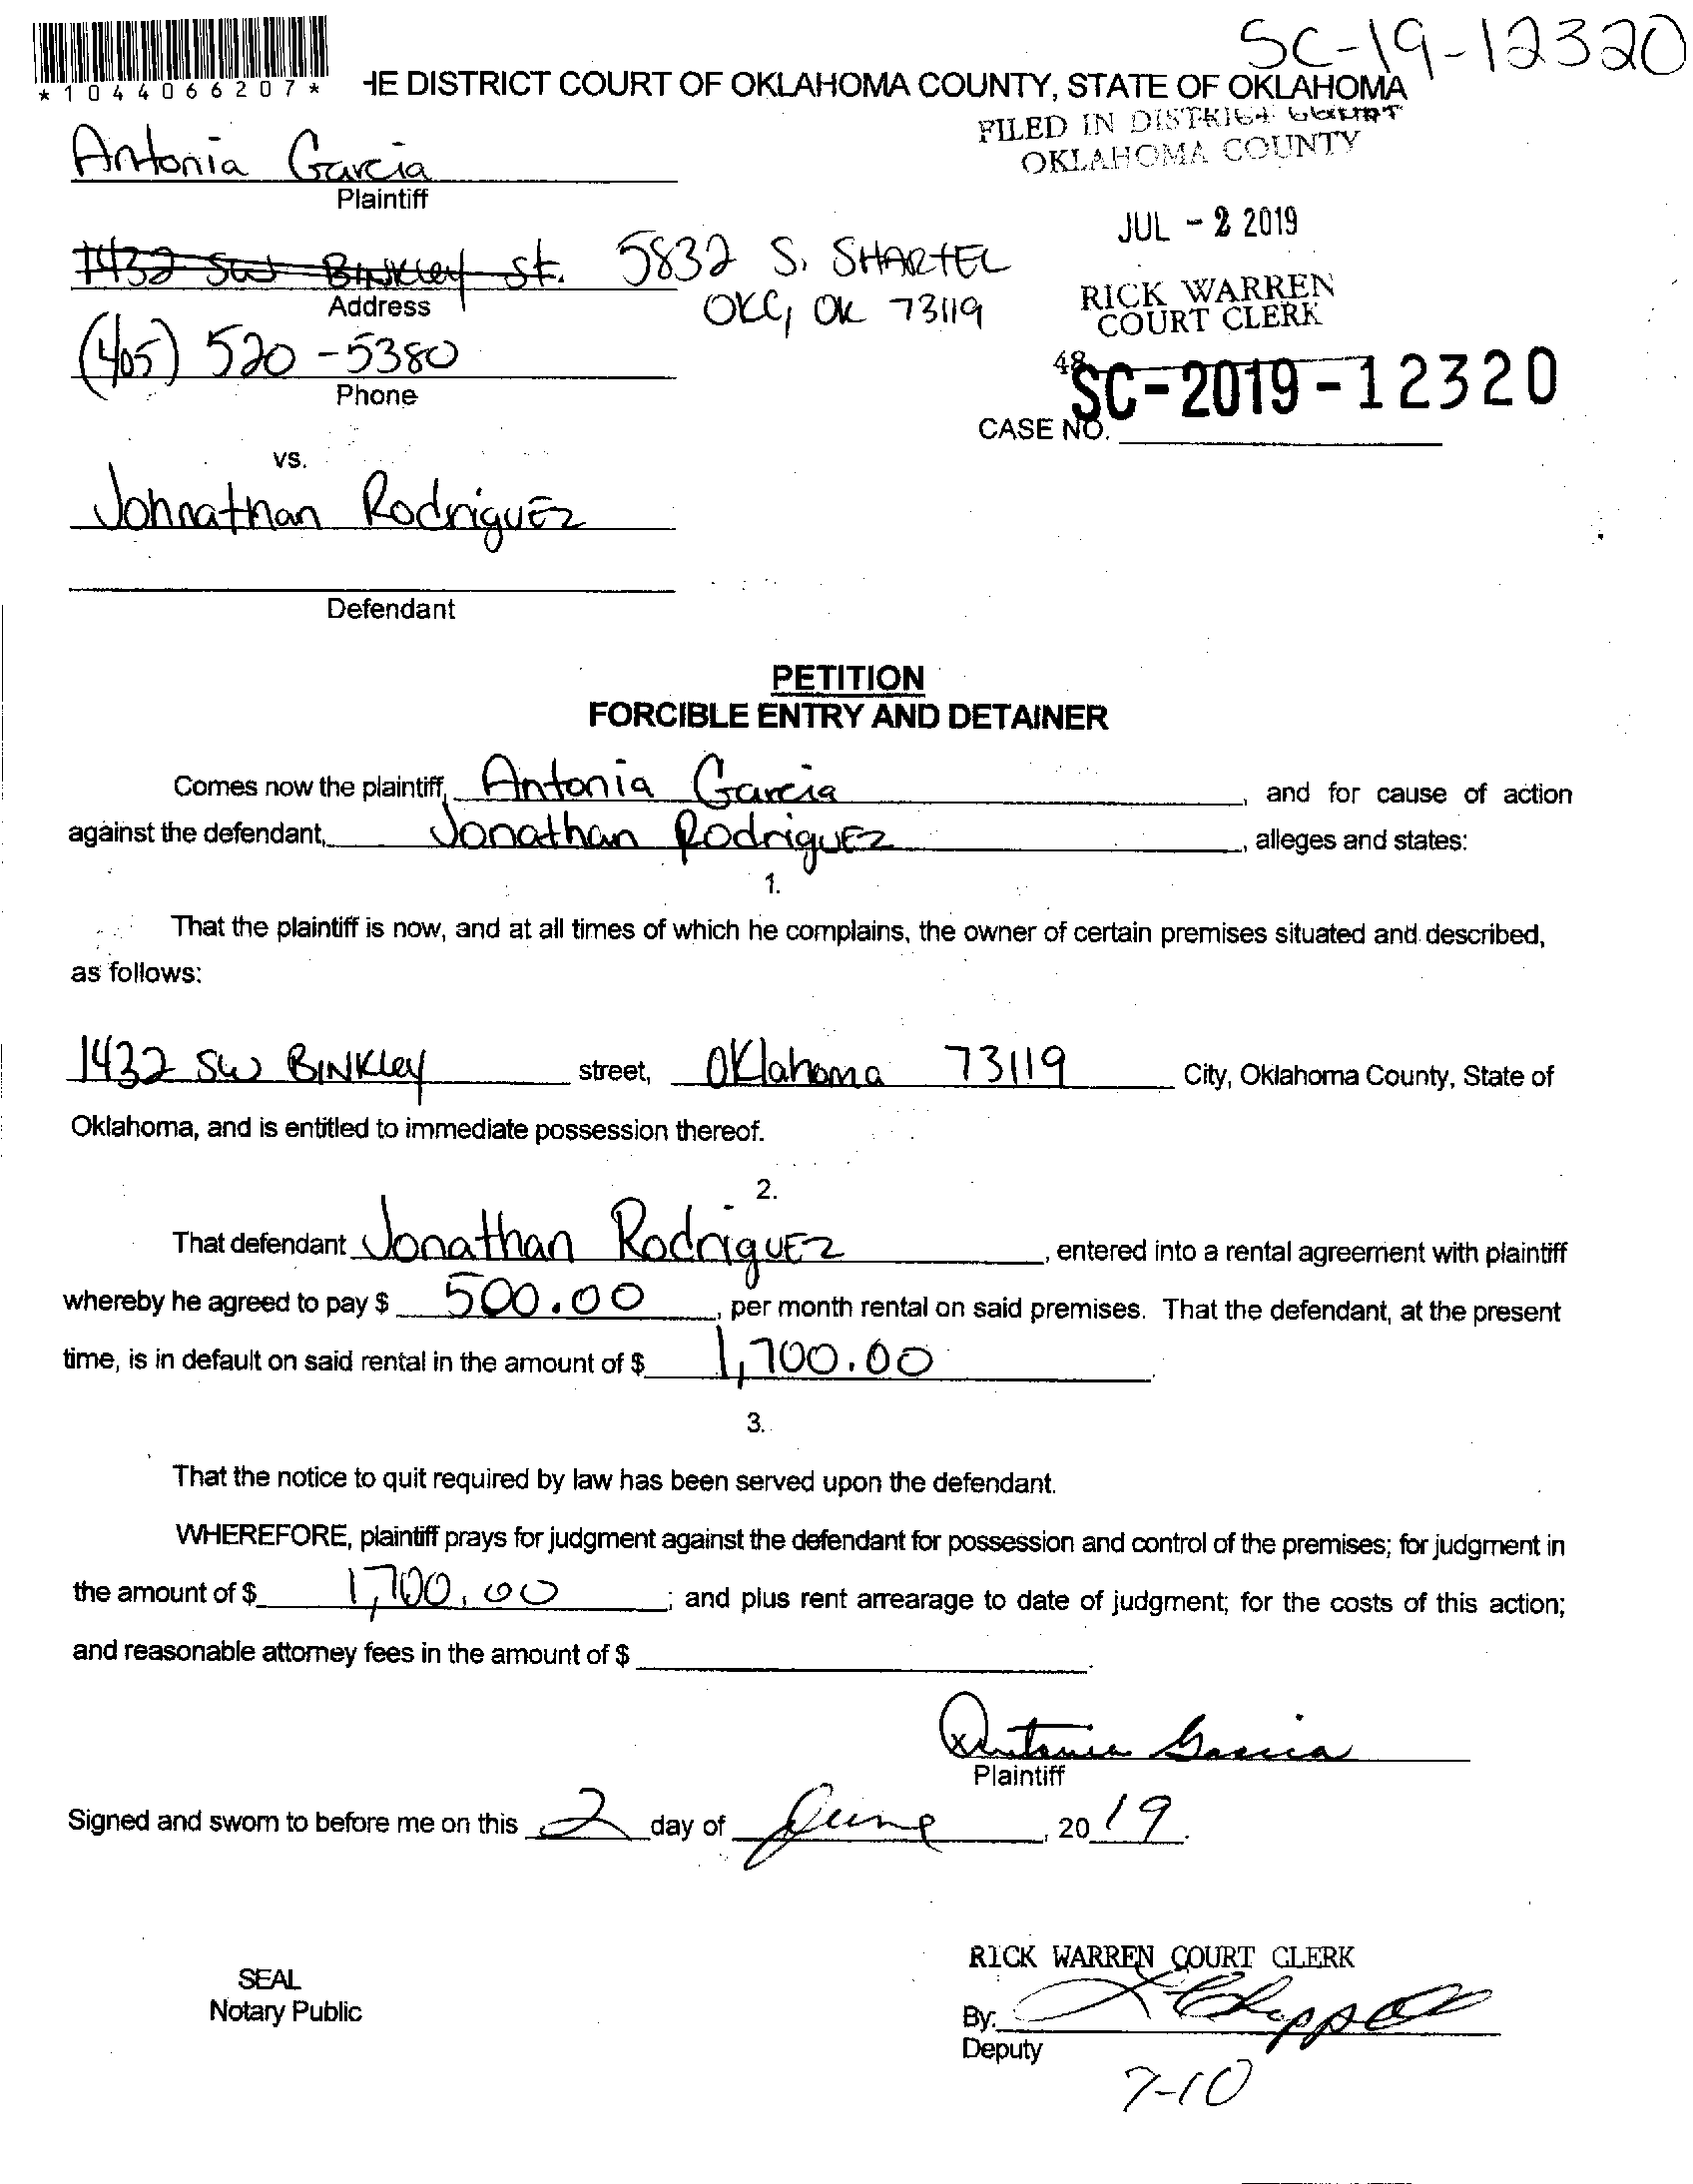 SC-19-12320
*1044066207*
HE DISTRICT COURT OF OKLAHOMA COUNTY, STATE OF OKLAHOMA
FILED IN DISTRICT COURT
OKLAHOMA COUNTY
Antonia Garcia
Plaintiff
JUL - 2 2019
1432 SW Binkley St. 5832 S. SHARTEL
Address
OKC, OK 73119
RICK WARREN
COURT CLERK
(405) 520-5380
Phone
48
SC-2019-12320
CASE NO.
vs.
Johnathan Rodriguez
Defendant
PETITION
FORCIBLE ENTRY AND DETAINER
Comes now the plaintiff, Antonia Garcia, and for cause of action
against the defendant, Jonathan Rodriguez, alleges and states:
1.
That the plaintiff is now, and at all times of which he complains, the owner of certain premises situated and described,
as follows:
1432 SW Binkley street, Oklahoma 73119 City, Oklahoma County, State of
Oklahoma, and is entitled to immediate possession thereof.
2.
That defendant Jonathan Rodriguez, entered into a rental agreement with plaintiff
whereby he agreed to pay $ 500.00, per month rental on said premises. That the defendant, at the present
time, is in default on said rental in the amount of $ 1,700.00.
3.
That the notice to quit required by law has been served upon the defendant.
WHEREFORE, plaintiff prays for judgment against the defendant for possession and control of the premises; for judgment in
the amount of $ 1,700.00; and plus rent arrearage to date of judgment; for the costs of this action;
and reasonable attorney fees in the amount of $ .
x Antonia Garcia
Plaintiff
Signed and sworn to before me on this 2 day of June, 2019.
RICK WARREN COURT CLERK
SEAL
Notary Public
By:
Deputy
7-10